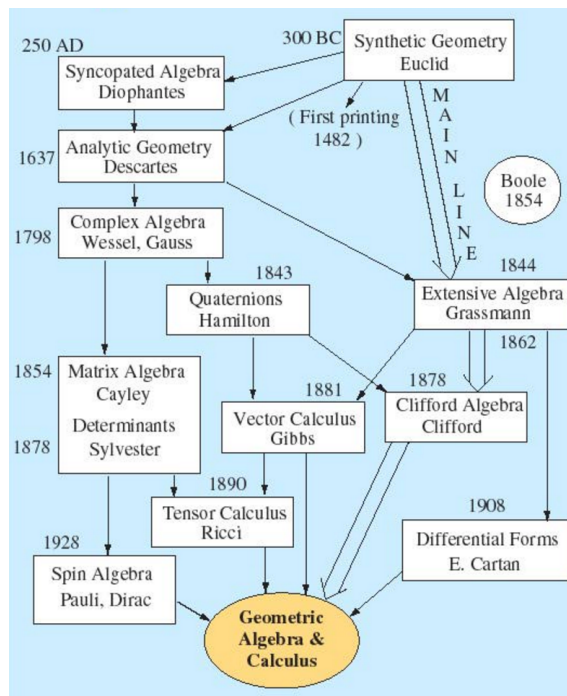 300 BC
Synthetic Geometry
Euclid
250 AD
Syncopated Algebra
Diophantes
( First printing
1482 )
MAIN LINE
1637
Analytic Geometry
Descartes
Boole
1854
1798
Complex Algebra
Wessel, Gauss
1843
Quaternions
Hamilton
1844
Extensive Algebra
Grassmann
1862
1854
Matrix Algebra
Cayley
Determinants
Sylvester
1878
1881
Vector Calculus
Gibbs
1878
Clifford Algebra
Clifford
1890
Tensor Calculus
Ricci
1908
Differential Forms
E. Cartan
1928
Spin Algebra
Pauli, Dirac
Geometric
Algebra &
Calculus